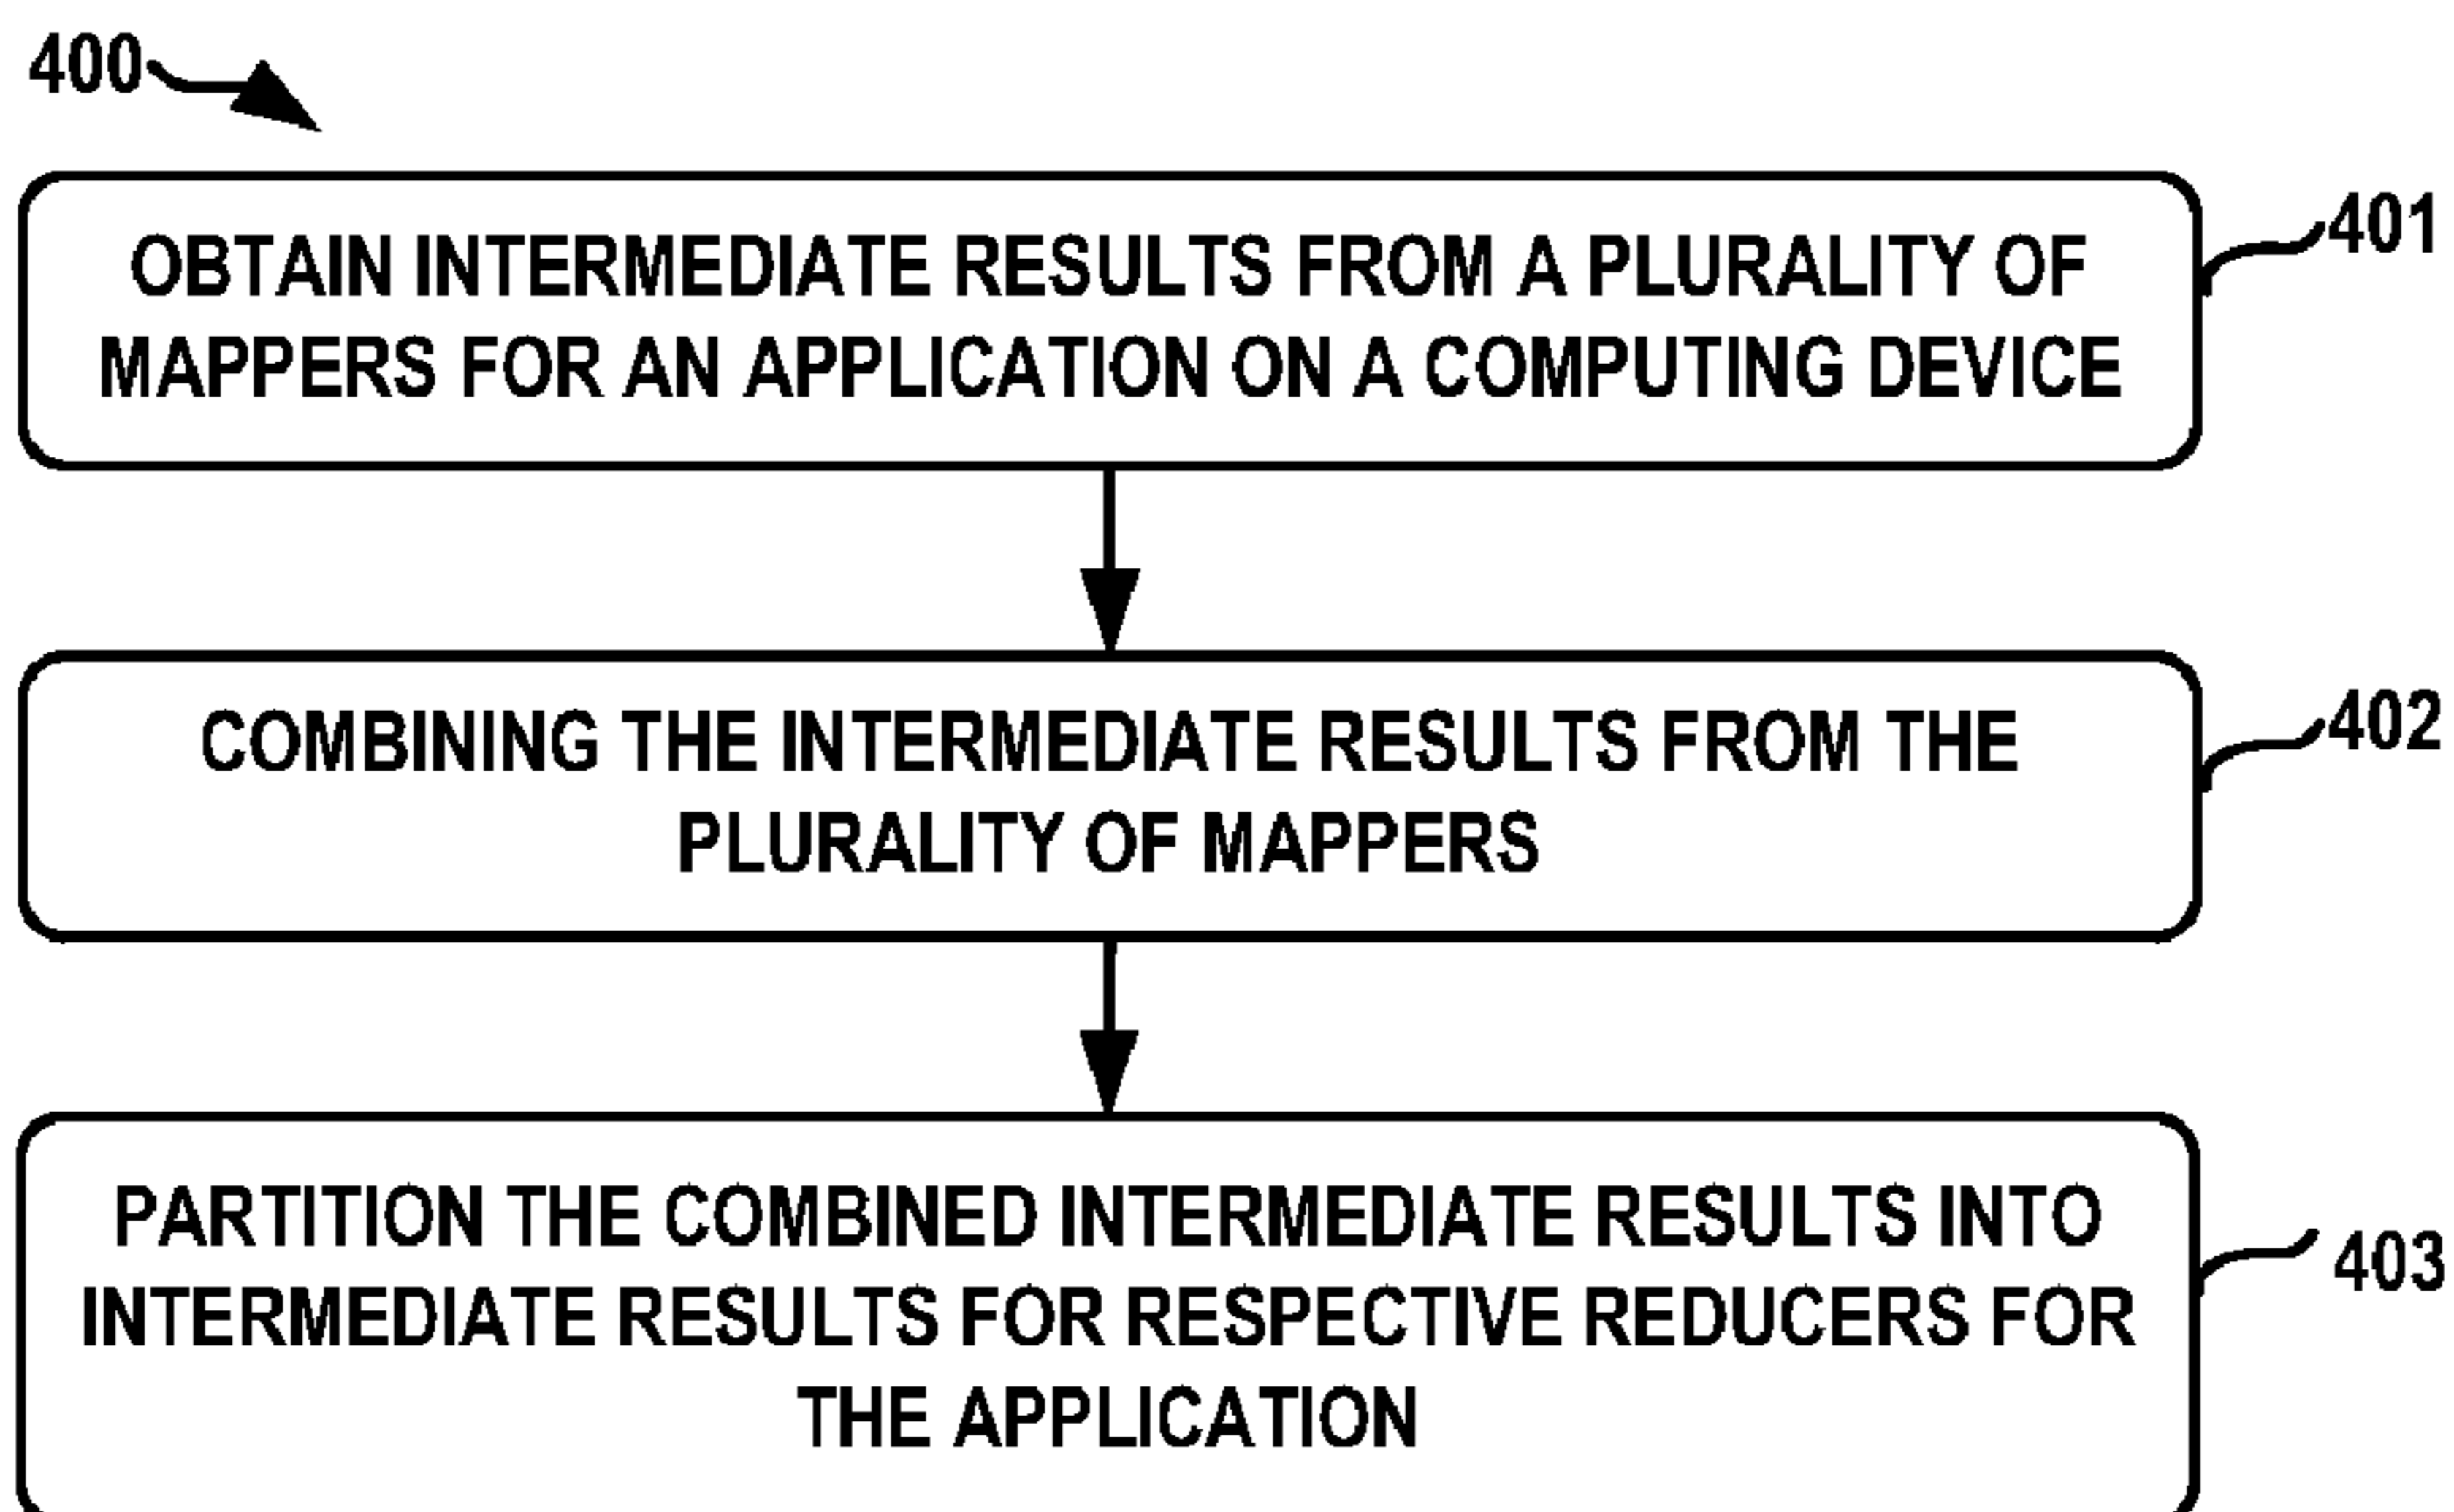 400
OBTAIN INTERMEDIATE RESULTS FROM A PLURALITY OF
MAPPERS FOR AN APPLICATION ON A COMPUTING DEVICE
401
COMBINING THE INTERMEDIATE RESULTS FROM THE
PLURALITY OF MAPPERS
402
PARTITION THE COMBINED INTERMEDIATE RESULTS INTO
INTERMEDIATE RESULTS FOR RESPECTIVE REDUCERS FOR
THE APPLICATION
403